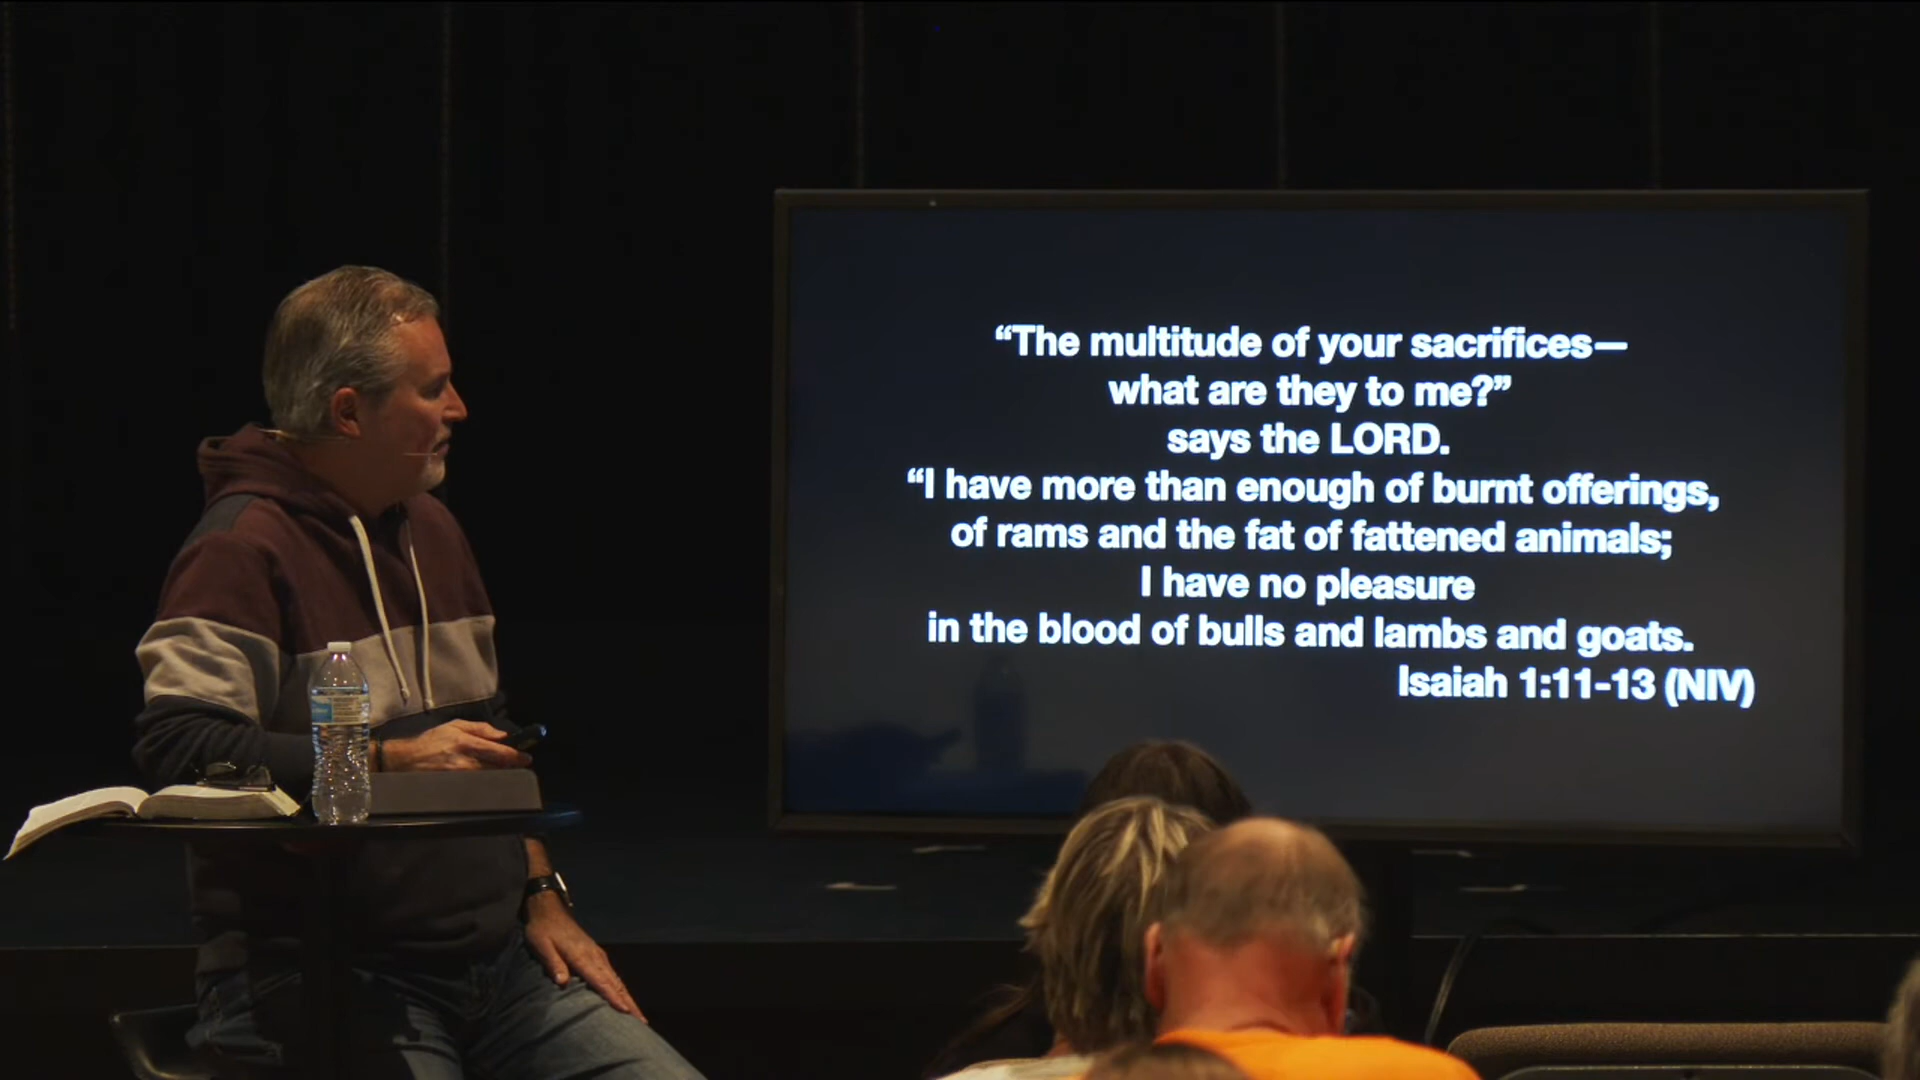 “The multitude of your sacrifices—
what are they to me?”
says the LORD.
“I have more than enough of burnt offerings,
of rams and the fat of fattened animals;
I have no pleasure
in the blood of bulls and lambs and goats.
Isaiah 1:11-13 (NIV)